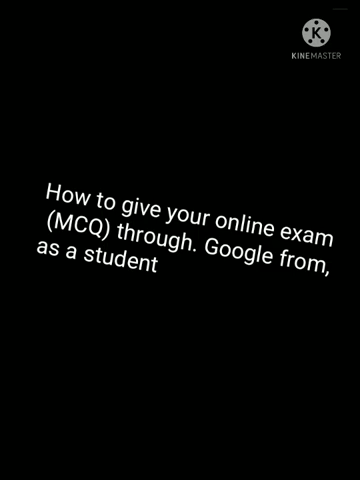 KINEMASTER
How to give your online exam
(MCQ) through. Google from,
as a student